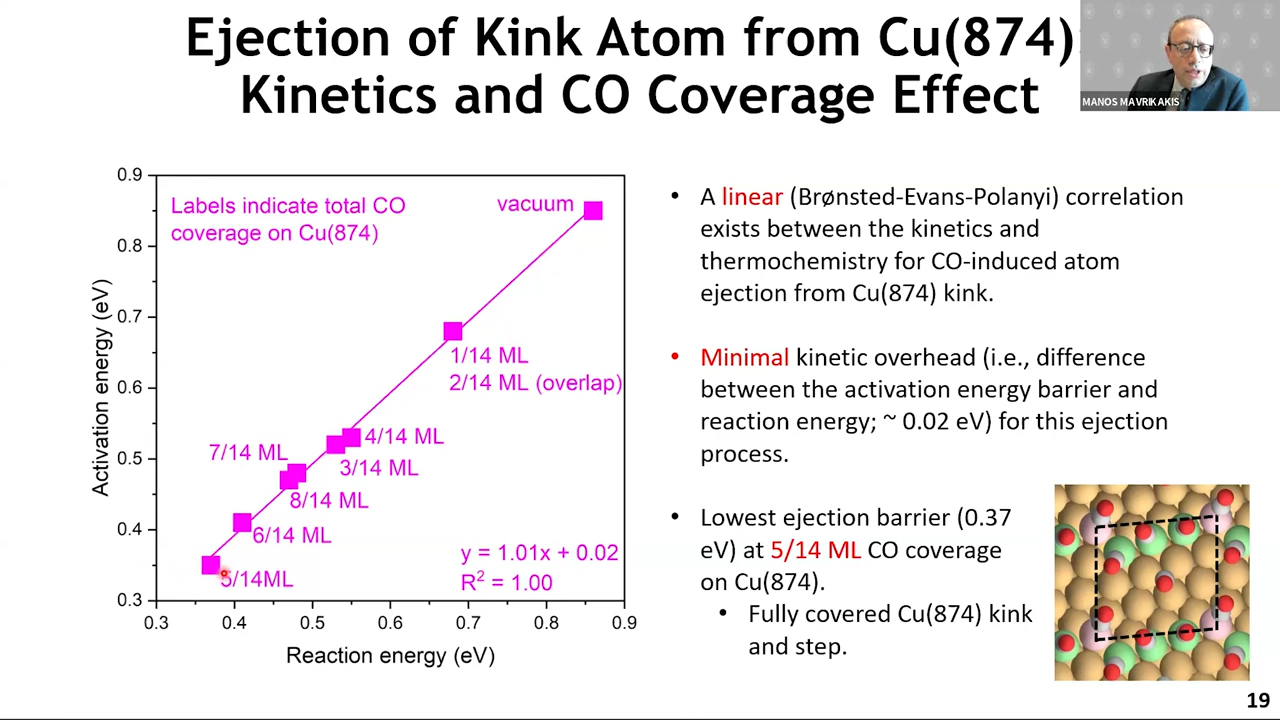 Ejection of Kink Atom from Cu(874)
Kinetics and CO Coverage Effect
MANOS MAVRIKAKIS
Labels indicate total CO
coverage on Cu(874)
vacuum
1/14 ML
2/14 ML (overlap)
4/14 ML
3/14 ML
7/14 ML
8/14 ML
6/14 ML
5/14ML
y = 1.01x + 0.02
R² = 1.00
Activation energy (eV)
0.9
0.8
0.7
0.6
0.5
0.4
0.3
0.3 0.4 0.5 0.6 0.7 0.8 0.9
Reaction energy (eV)
• A linear (Brønsted-Evans-Polanyi) correlation
exists between the kinetics and
thermochemistry for CO-induced atom
ejection from Cu(874) kink.
• Minimal kinetic overhead (i.e., difference
between the activation energy barrier and
reaction energy; ~ 0.02 eV) for this ejection
process.
• Lowest ejection barrier (0.37
eV) at 5/14 ML CO coverage
on Cu(874).
• Fully covered Cu(874) kink
and step.
19